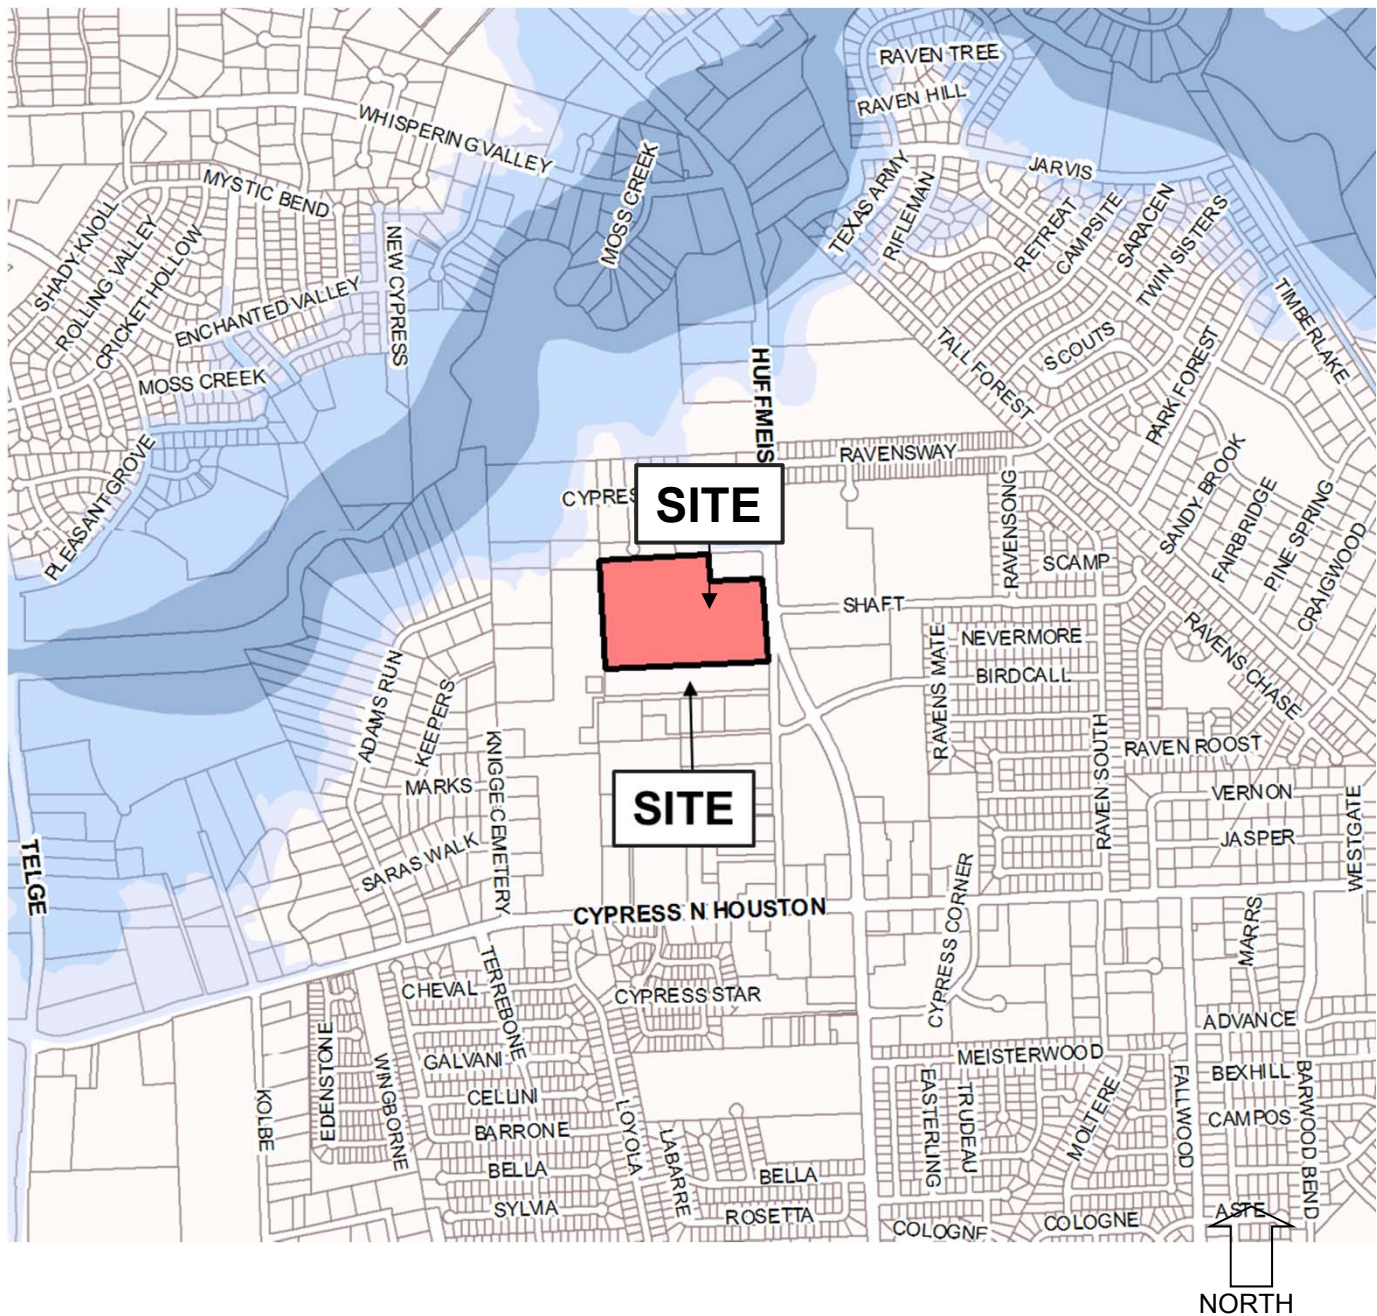 RAVEN TREE
RAVEN HILL
WHISPERING VALLEY
MOSS CREEK
JARVIS
MYSTIC BEND
TEXAS ARMY
RIFLEMAN
RETREAT
CAMPSITE
SARACEN
TWIN SISTERS
SHADY KNOLL
ROLLING VALLEY
CRICKET HOLLOW
NEW CYPRESS
ENCHANTED VALLEY
TIMBERLAKE
SCOUTS
TALL FOREST
HUFFMEIS
MOSS CREEK
PARK FOREST
RAVENSWAY
PLEASANT GROVE
CYPRES
SITE
RAVENSONG
SANDY BROOK
FAIRBRIDGE
PINE SPRING
CRAIGWOOD
SCAMP
SHAFT
NEVERMORE
RAVENS MATE
BIRDCALL
RAVENS CHASE
ADAMS RUN
KEEPERS
KNIGGE CEMETERY
MARKS
RAVEN SOUTH
RAVEN ROOST
SITE
VERNON
JASPER
WESTGATE
TELGE
SARAS WALK
CYPRESS N HOUSTON
CYPRESS CORNER
MARRS
TERREBONE
CHEVAL
CYPRESS STAR
ADVANCE
EDENSTONE
WINGBORNE
GALVANI
MEISTERWOOD
BEXHILL
KOLBE
CELLINI
LOYOLA
EASTERLING
TRUDEAU
MOLTERE
FALLWOOD
CAMPOS
BARWOOD BEND
BARRONE
LABARRE
BELLA
BELLA
SYLVIA
ROSETTA
COLOGNE
COLOGNE
ASTE
NORTH